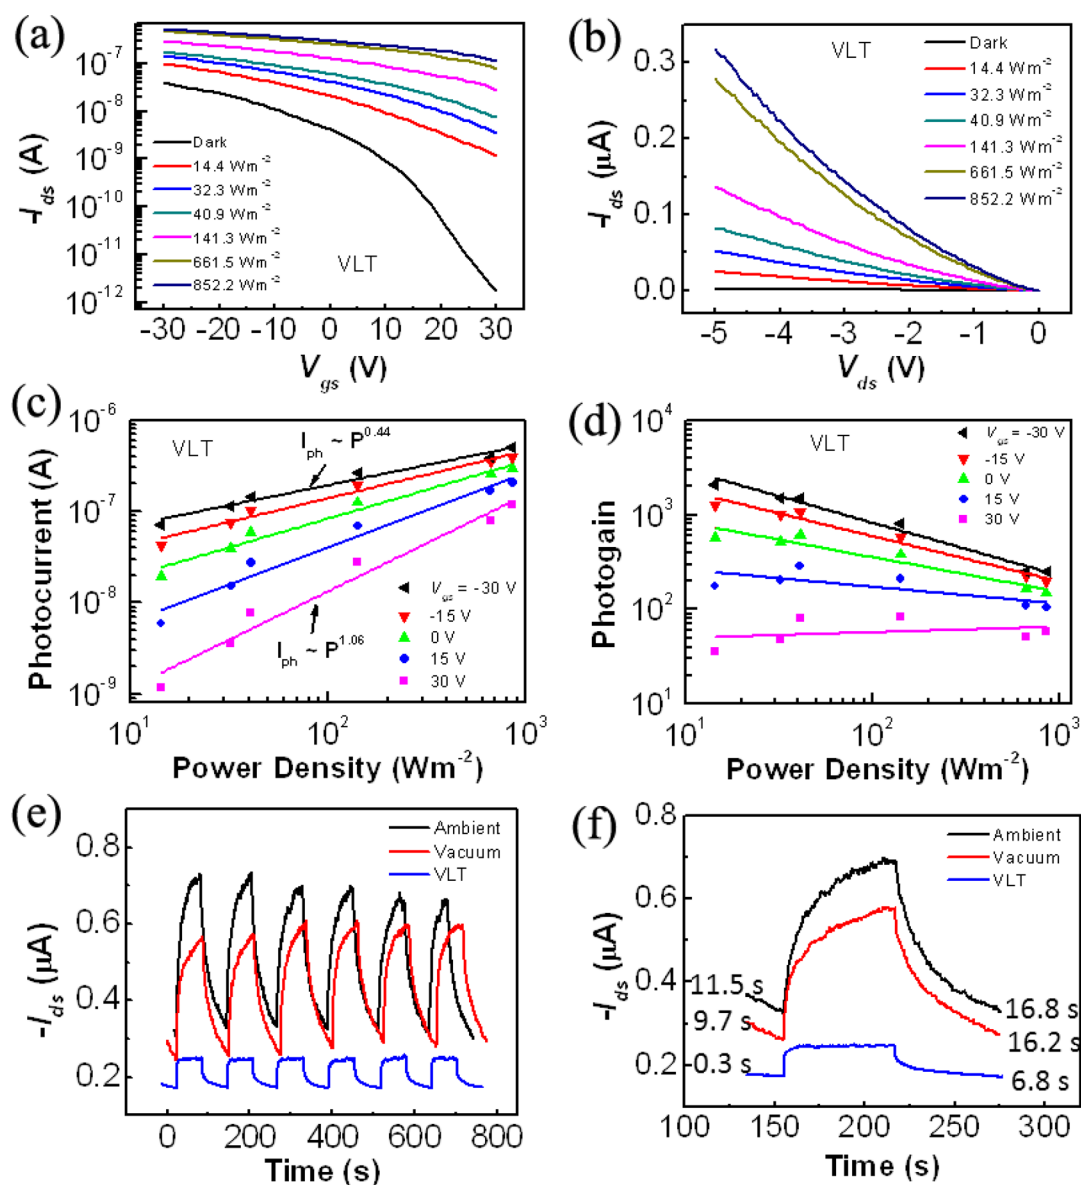 (a)
-I_ds (A)
10^-7
10^-8
10^-9
10^-10
10^-11
10^-12
Dark
14.4 Wm^-2
32.3 Wm^-2
40.9 Wm^-2
141.3 Wm^-2
661.5 Wm^-2
852.2 Wm^-2
VLT
-30 -20 -10 0 10 20 30
V_gs (V)
(b)
-I_ds (μA)
0.3
0.2
0.1
0.0
VLT
Dark
14.4 Wm^-2
32.3 Wm^-2
40.9 Wm^-2
141.3 Wm^-2
661.5 Wm^-2
852.2 Wm^-2
-5 -4 -3 -2 -1 0
V_ds (V)
(c)
Photocurrent (A)
10^-6
10^-7
10^-8
10^-9
VLT
I_ph ~ P^0.44
I_ph ~ P^1.06
V_gs = -30 V
-15 V
0 V
15 V
30 V
10^1 10^2 10^3
Power Density (Wm^-2)
(d)
Photogain
10^4
10^3
10^2
10^1
VLT
V_gs = -30 V
-15 V
0 V
15 V
30 V
10^1 10^2 10^3
Power Density (Wm^-2)
(e)
-I_ds (μA)
0.8
0.6
0.4
0.2
Ambient
Vacuum
VLT
0 200 400 600 800
Time (s)
(f)
-I_ds (μA)
0.8
0.6
0.4
0.2
Ambient
Vacuum
VLT
11.5 s
9.7 s
0.3 s
16.8 s
16.2 s
6.8 s
100 150 200 250 300
Time (s)